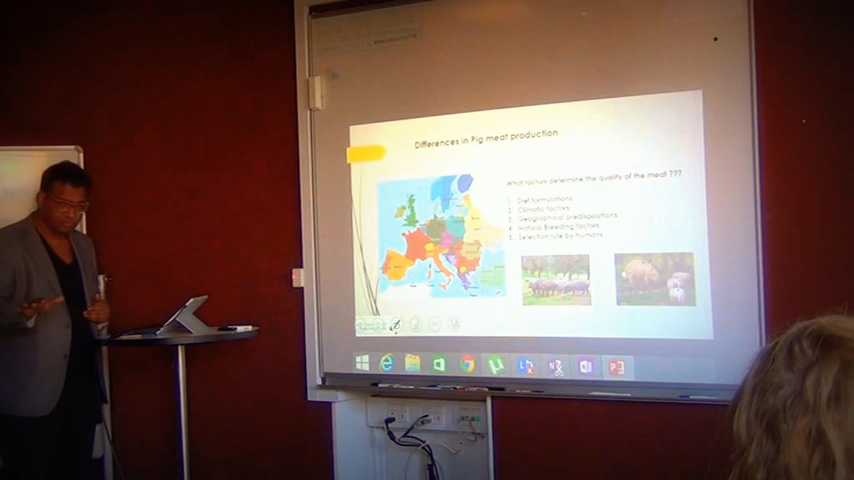 Differences in Pig meat production
What factors determine the quality of the meat ???
1 Diet formulations
2 Climatic factors
3 Geographical predispositions
4 Natural Breeding factors
5 Selection rule by humans